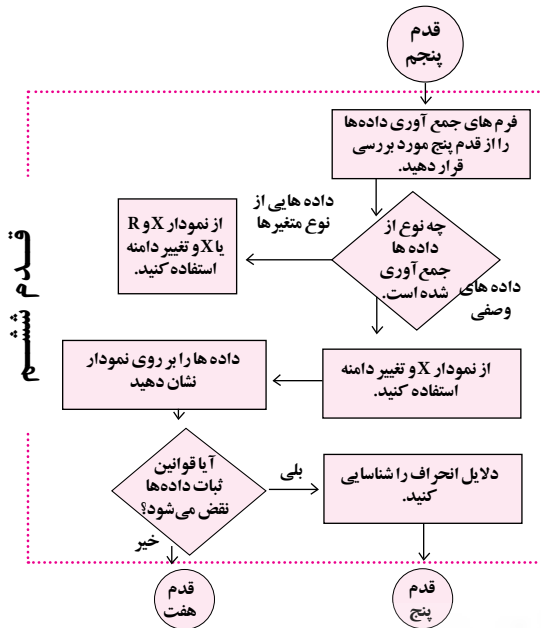 قدم
پنجم
فرم های جمع آوری داده‌ها
را از قدم پنج مورد بررسی
قرار دهید.
داده هایی از
نوع متغیرها
از نمودار X و R
یا X و تغییر دامنه
استفاده کنید.
چه نوع از
داده ها
جمع‌آوری
شده است.
داده های
وصفی
قدم ششم
از نمودار X و تغییر دامنه
استفاده کنید.
داده ها را بر روی نمودار
نشان دهید
آیا قوانین
ثبات داده‌ها
نقض می‌شود؟
بلی
دلایل انحراف را شناسایی
کنید.
خیر
قدم
هفت
قدم
پنج